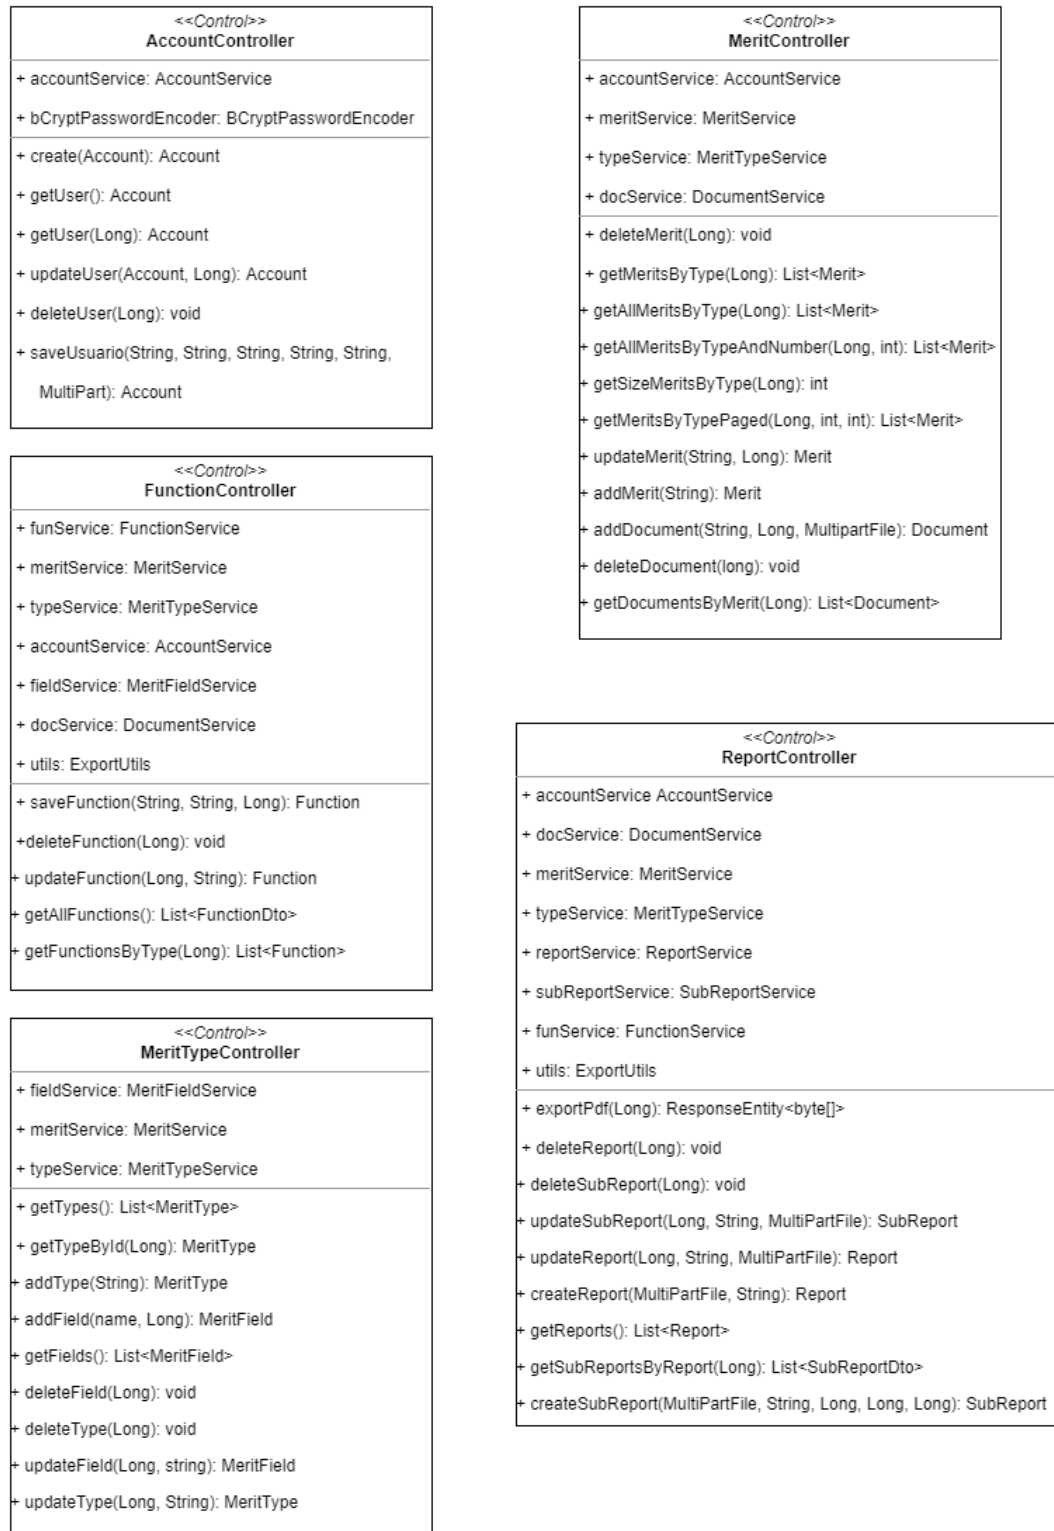 <<Control>>
AccountController
+ accountService: AccountService
+ bCryptPasswordEncoder: BCryptPasswordEncoder
+ create(Account): Account
+ getUser(): Account
+ getUser(Long): Account
+ updateUser(Account, Long): Account
+ deleteUser(Long): void
+ saveUsuario(String, String, String, String, String,
MultiPart): Account
<<Control>>
MeritController
+ accountService: AccountService
+ meritService: MeritService
+ typeService: MeritTypeService
+ docService: DocumentService
+ deleteMerit(Long): void
+ getMeritsByType(Long): List<Merit>
+ getAllMeritsByType(Long): List<Merit>
+ getAllMeritsByTypeAndNumber(Long, int): List<Merit>
+ getSizeMeritsByType(Long): int
+ getMeritsByTypePaged(Long, int, int): List<Merit>
+ updateMerit(String, Long): Merit
+ addMerit(String): Merit
+ addDocument(String, Long, MultipartFile): Document
+ deleteDocument(long): void
+ getDocumentsByMerit(Long): List<Document>
<<Control>>
FunctionController
+ funService: FunctionService
+ meritService: MeritService
+ typeService: MeritTypeService
+ accountService: AccountService
+ fieldService: MeritFieldService
+ docService: DocumentService
+ utils: ExportUtils
+ saveFunction(String, String, Long): Function
+deleteFunction(Long): void
+ updateFunction(Long, String): Function
+ getAllFunctions(): List<FunctionDto>
+ getFunctionsByType(Long): List<Function>
<<Control>>
ReportController
+ accountService AccountService
+ docService: DocumentService
+ meritService: MeritService
+ typeService: MeritTypeService
+ reportService: ReportService
+ subReportService: SubReportService
+ funService: FunctionService
+ utils: ExportUtils
+ exportPdf(Long): ResponseEntity<byte[]>
+ deleteReport(Long): void
+ deleteSubReport(Long): void
+ updateSubReport(Long, String, MultiPartFile): SubReport
+ updateReport(Long, String, MultiPartFile): Report
+ createReport(MultiPartFile, String): Report
+ getReports(): List<Report>
+ getSubReportsByReport(Long): List<SubReportDto>
+ createSubReport(MultiPartFile, String, Long, Long, Long): SubReport
<<Control>>
MeritTypeController
+ fieldService: MeritFieldService
+ meritService: MeritService
+ typeService: MeritTypeService
+ getTypes(): List<MeritType>
+ getTypeById(Long): MeritType
+ addType(String): MeritType
+ addField(name, Long): MeritField
+ getFields(): List<MeritField>
+ deleteField(Long): void
+ deleteType(Long): void
+ updateField(Long, string): MeritField
+ updateType(Long, String): MeritType